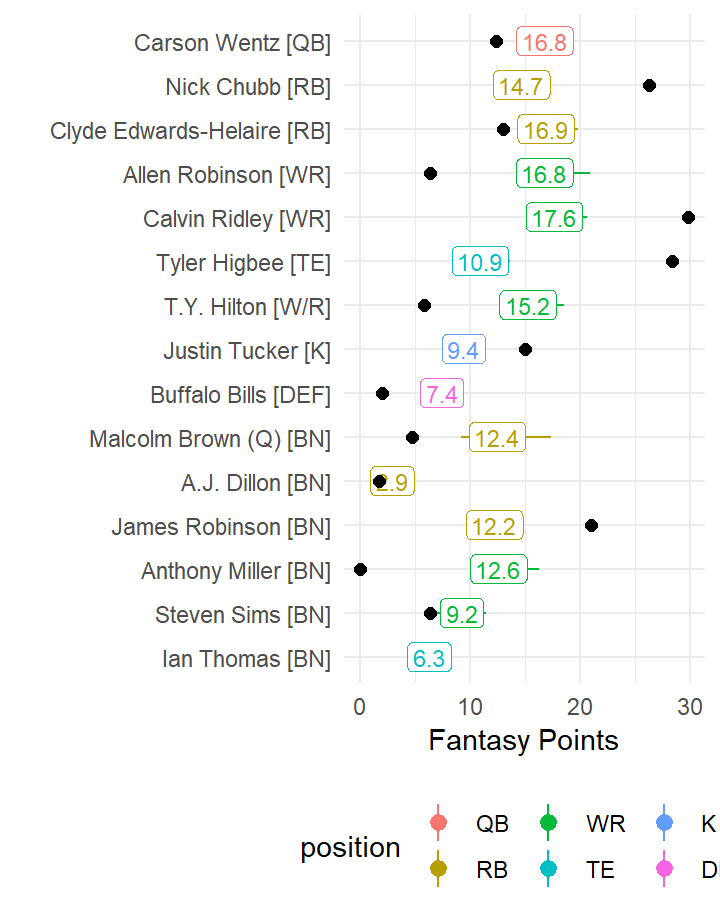 Carson Wentz [QB] 16.8
Nick Chubb [RB] 14.7
Clyde Edwards-Helaire [RB] 16.9
Allen Robinson [WR] 16.8
Calvin Ridley [WR] 17.6
Tyler Higbee [TE] 10.9
T.Y. Hilton [W/R] 15.2
Justin Tucker [K] 9.4
Buffalo Bills [DEF] 7.4
Malcolm Brown (Q) [BN] 12.4
A.J. Dillon [BN] 2.9
James Robinson [BN] 12.2
Anthony Miller [BN] 12.6
Steven Sims [BN] 9.2
Ian Thomas [BN] 6.3
0 10 20 30
Fantasy Points
position
QB WR K
RB TE D